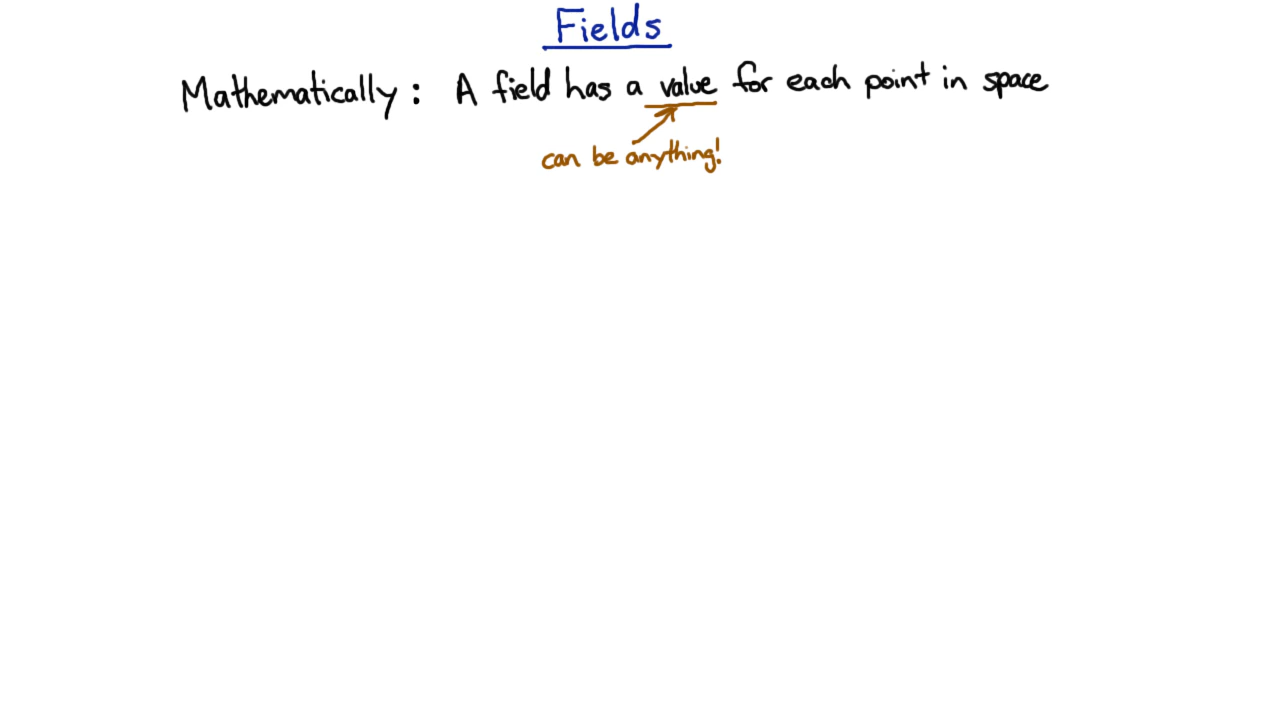 Fields
Mathematically: A field has a value for each point in space
can be anything!